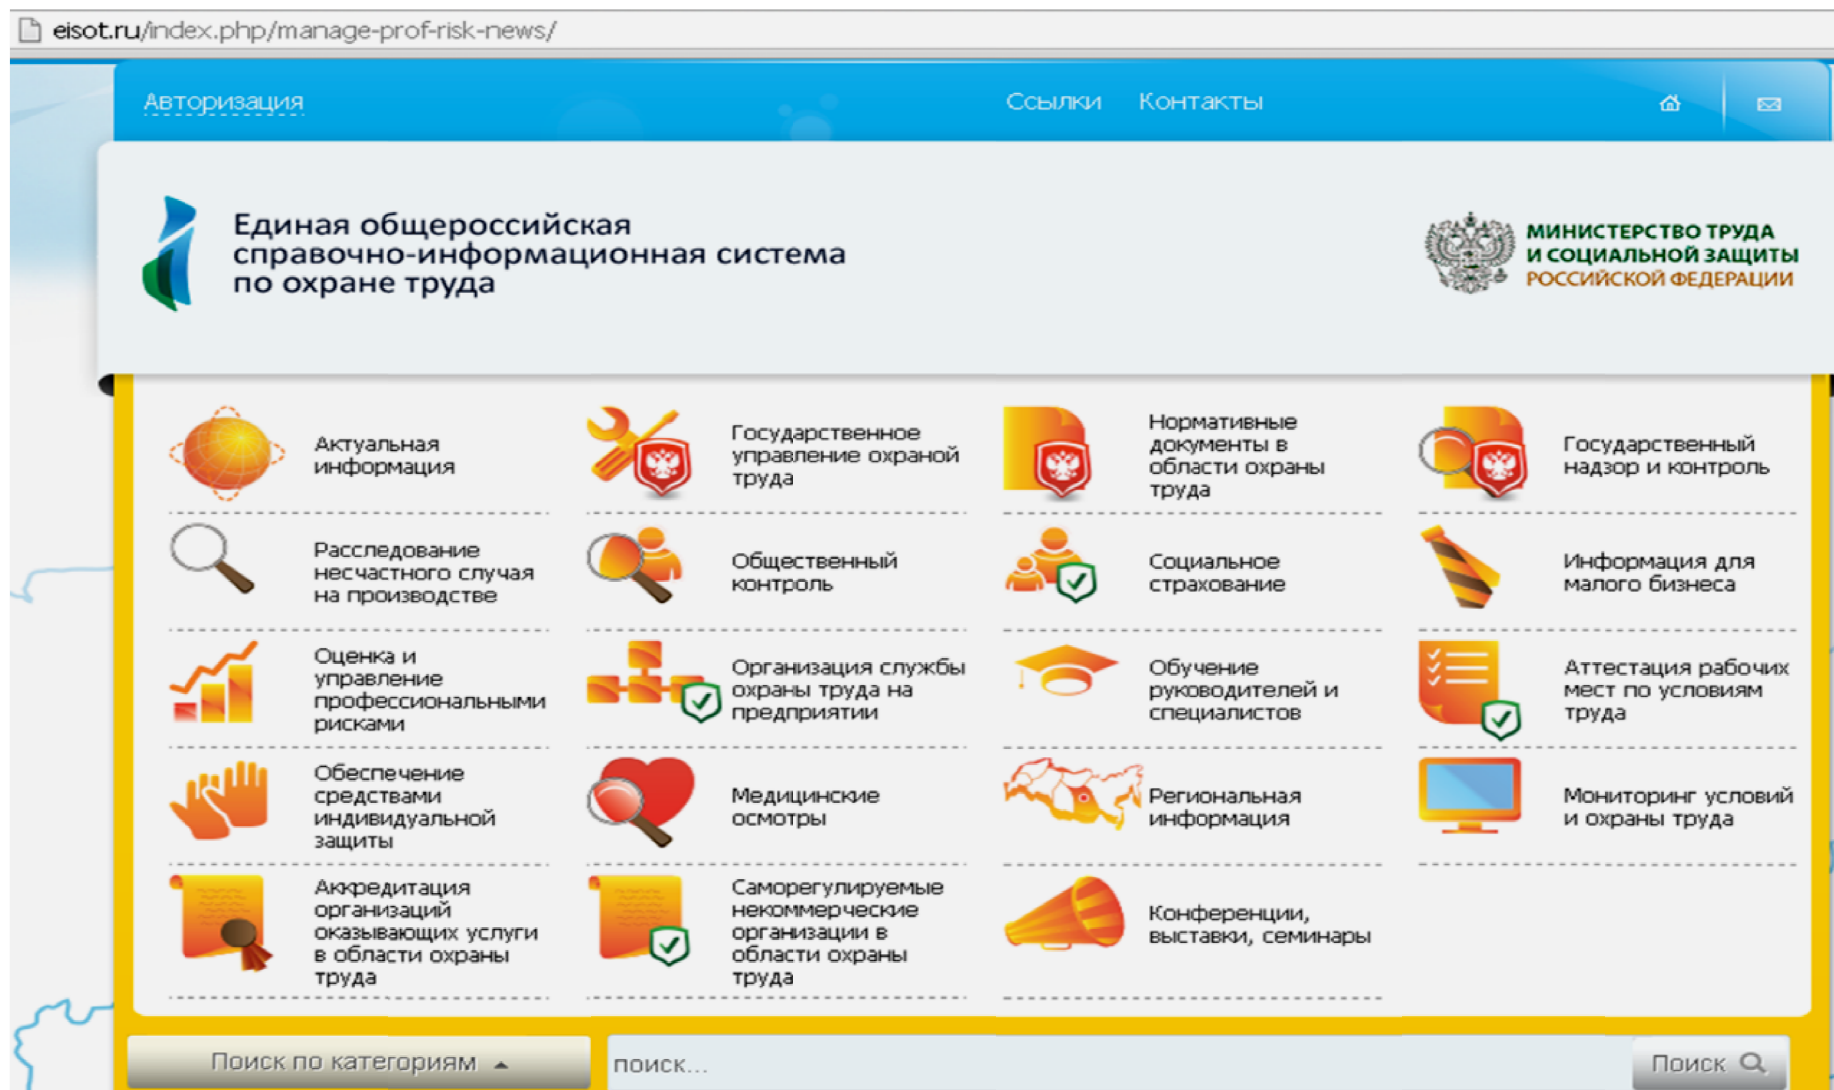 eisot.ru/index.php/manage-prof-risk-news/
Авторизация
Ссылки
Контакты
Единая общероссийская
справочно-информационная система
по охране труда
МИНИСТЕРСТВО ТРУДА
И СОЦИАЛЬНОЙ ЗАЩИТЫ
РОССИЙСКОЙ ФЕДЕРАЦИИ
Актуальная
информация
Государственное
управление охраной
труда
Нормативные
документы в
области охраны
труда
Государственный
надзор и контроль
Расследование
несчастного случая
на производстве
Общественный
контроль
Социальное
страхование
Информация для
малого бизнеса
Оценка и
управление
профессиональными
рисками
Организация службы
охраны труда на
предприятии
Обучение
руководителей и
специалистов
Аттестация рабочих
мест по условиям
труда
Обеспечение
средствами
индивидуальной
защиты
Медицинские
осмотры
Региональная
информация
Мониторинг условий
и охраны труда
Аккредитация
организаций
оказывающих услуги
в области охраны
труда
Саморегулируемые
некоммерческие
организации в
области охраны
труда
Конференции,
выставки, семинары
Поиск по категориям
поиск...
Поиск